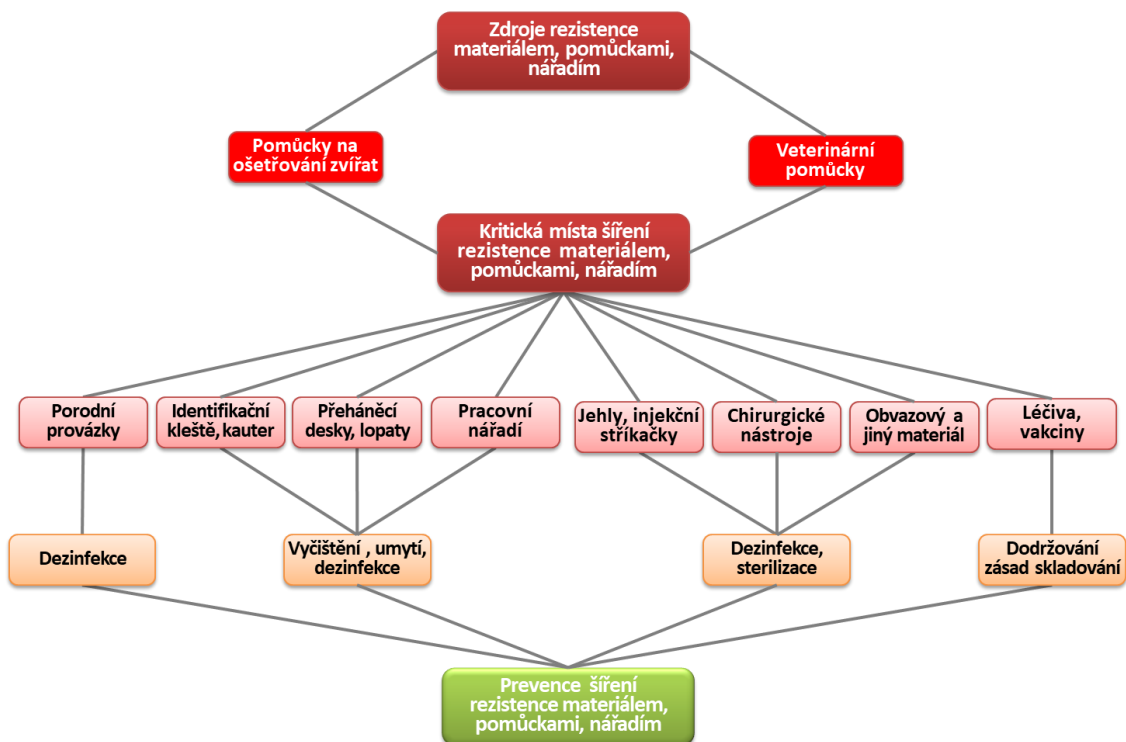 Zdroje rezistence
materiálem, pomůckami,
nářadím
Pomůcky na
ošetřování zvířat
Veterinární
pomůcky
Kritická místa šíření
rezistence materiálem,
pomůckami, nářadím
Porodní
provázky
Identifikační
kleště, kauter
Přeháněcí
desky, lopaty
Pracovní
nářadí
Jehly, injekční
stříkačky
Chirurgické
nástroje
Obvazový a
jiný materiál
Léčiva,
vakciny
Dezinfekce
Vyčištění , umytí,
dezinfekce
Dezinfekce,
sterilizace
Dodržování
zásad skladování
Prevence šíření
rezistence materiálem,
pomůckami, nářadím